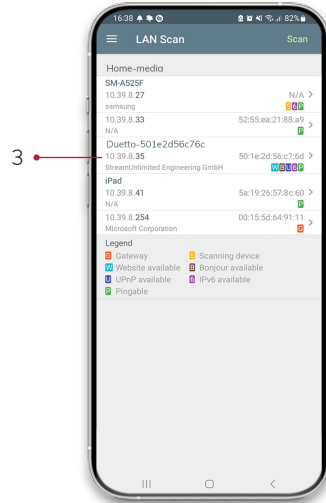 16:38 82%
LAN Scan Scan
Home-media
SM-A525F
10.39.8.27 N/A >
samsung S 6 P
10.39.8.33 52:55:ea:21:88:a9 >
N/A P
Duetto-501e2d56c76c
3 10.39.8.35 50:1e:2d:56:c7:6d >
StreamUnlimited Engineering GmbH W B U 6 P
iPad
10.39.8.41 5a:19:26:57:8c:60 >
N/A P
10.39.8.254 00:15:5d:64:91:11 >
Microsoft Corporation G
Legend
G Gateway S Scanning device
W Website available B Bonjour available
U UPnP available 6 IPv6 available
P Pingable